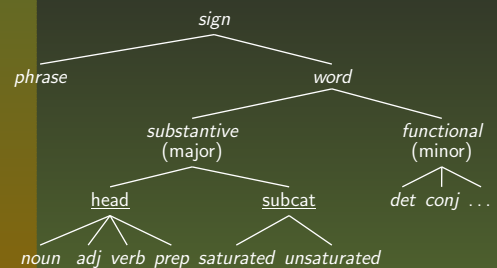 sign
phrase word
substantive functional
(major) (minor)
head subcat det conj ...
noun adj verb prep saturated unsaturated